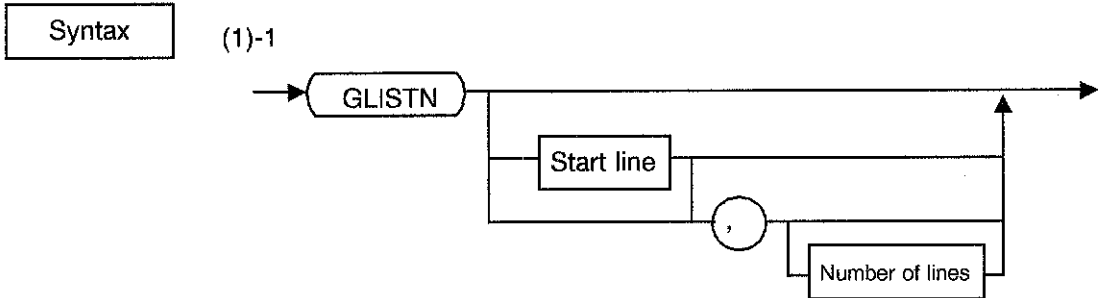 Syntax
(1)-1
GLISTN
Start line
,
Number of lines